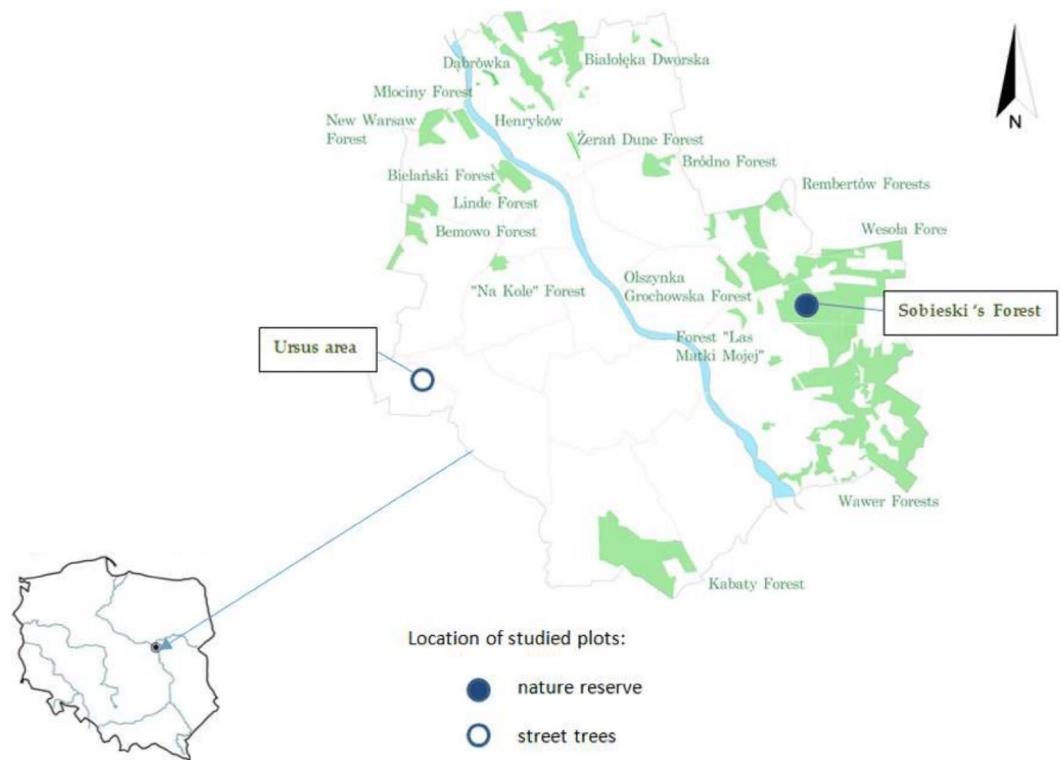 Dąbrówka
Białołęka Dworska
Młociny Forest
N
New Warsaw
Forest
Henryków
Żerań Dune Forest
Bródno Forest
Bielański Forest
Rembertów Forests
Linde Forest
Wesoła Fores
Bemowo Forest
"Na Kole" Forest
Olszynka
Grochowska Forest
Sobieski 's Forest
Forest "Las
Matki Mojej"
Ursus area
Wawer Forests
Kabaty Forest
Location of studied plots:
nature reserve
street trees